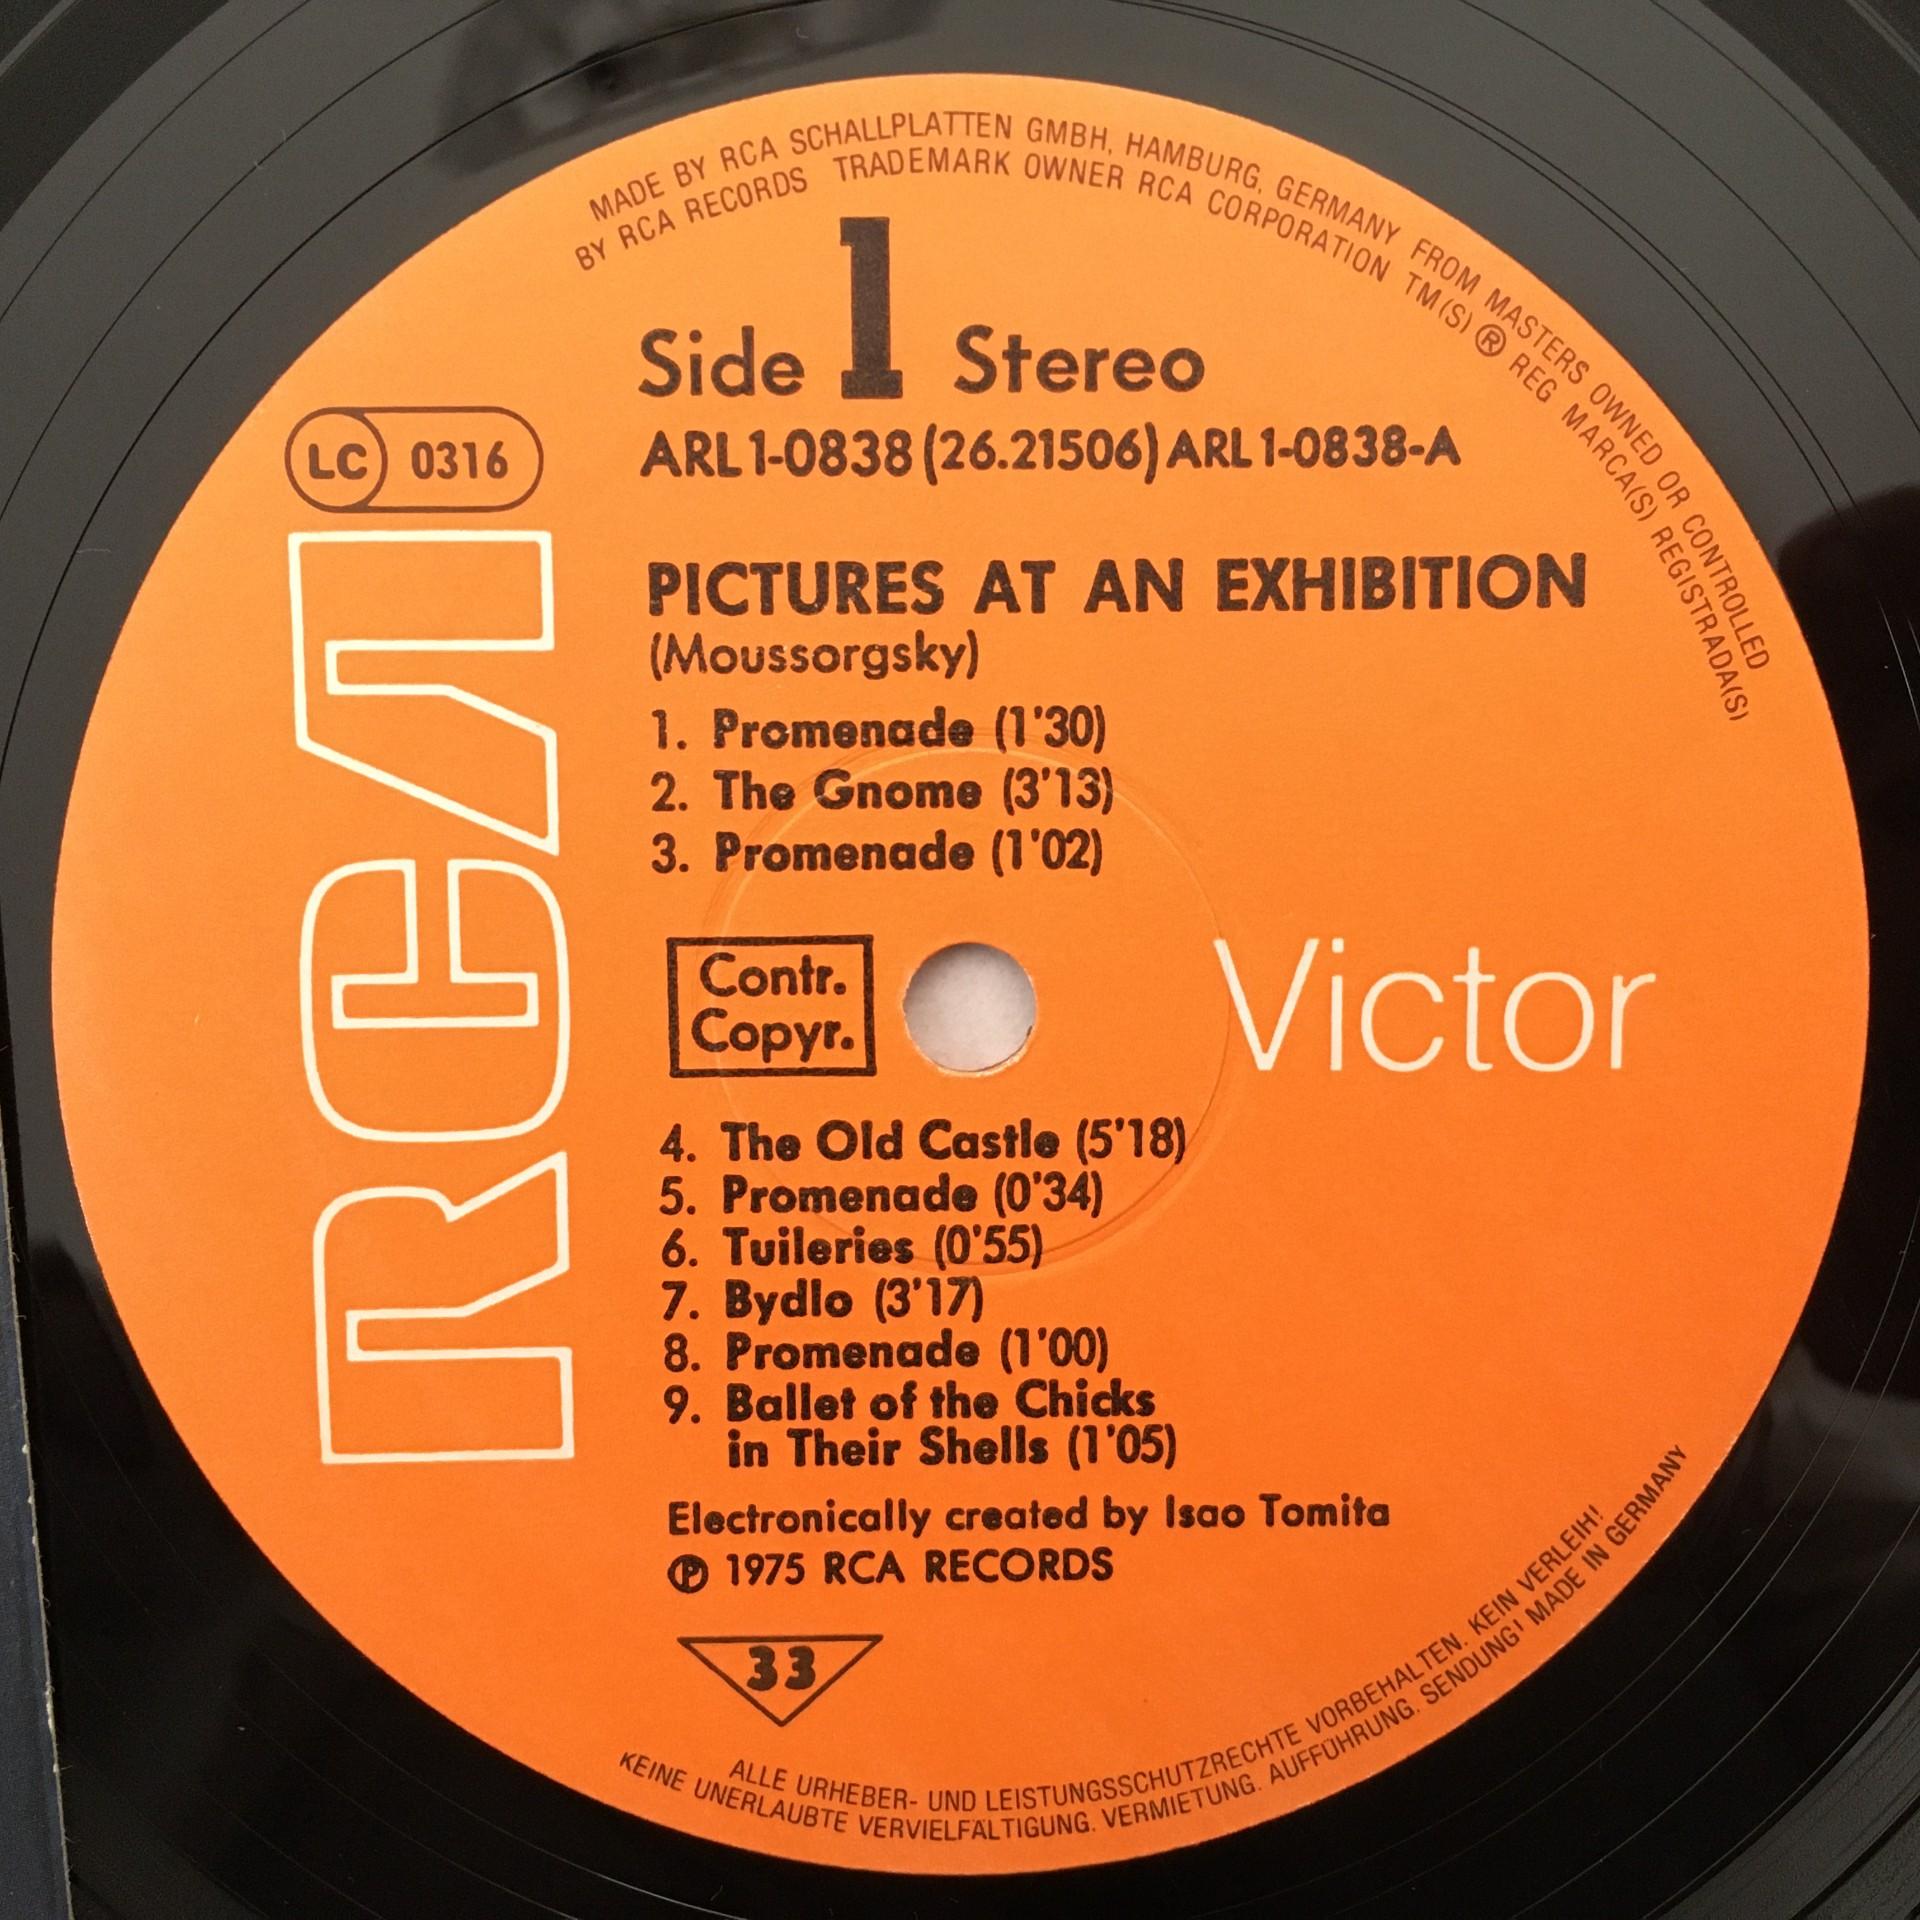 MADE BY RCA SCHALLPLATTEN GMBH, HAMBURG, GERMANY FROM MASTERS OWNED OR CONTROLLED
BY RCA RECORDS TRADEMARK OWNER RCA CORPORATION TM(S) ® REG MARCA(S) REGISTRADA(S)
Side 1 Stereo
LC 0316
ARL1-0838 (26.21506) ARL1-0838-A
RCA
PICTURES AT AN EXHIBITION
(Moussorgsky)
1. Promenade (1'30)
2. The Gnome (3'13)
3. Promenade (1'02)
Contr.
Copyr.
Victor
4. The Old Castle (5'18)
5. Promenade (0'34)
6. Tuileries (0'55)
7. Bydlo (3'17)
8. Promenade (1'00)
9. Ballet of the Chicks
in Their Shells (1'05)
Electronically created by Isao Tomita
℗ 1975 RCA RECORDS
33
ALLE URHEBER- UND LEISTUNGSSCHUTZRECHTE VORBEHALTEN. KEIN VERLEIH!
KEINE UNERLAUBTE VERVIELFÄLTIGUNG. VERMIETUNG. AUFFÜHRUNG. SENDUNG! MADE IN GERMANY